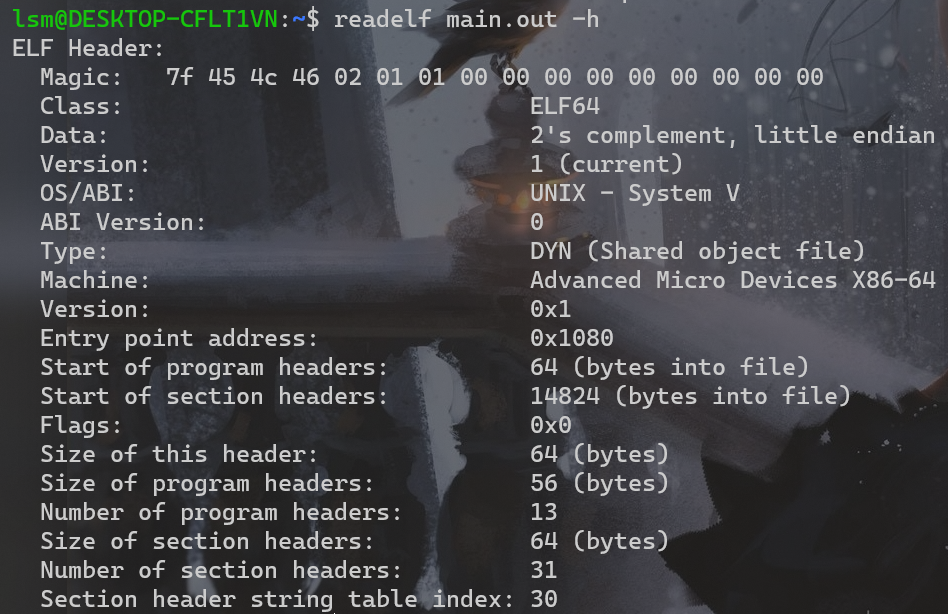 lsm@DESKTOP-CFLT1VN:~$ readelf main.out -h
ELF Header:
  Magic:   7f 45 4c 46 02 01 01 00 00 00 00 00 00 00 00 00
  Class:                             ELF64
  Data:                              2's complement, little endian
  Version:                           1 (current)
  OS/ABI:                            UNIX - System V
  ABI Version:                       0
  Type:                              DYN (Shared object file)
  Machine:                           Advanced Micro Devices X86-64
  Version:                           0x1
  Entry point address:               0x1080
  Start of program headers:          64 (bytes into file)
  Start of section headers:          14824 (bytes into file)
  Flags:                             0x0
  Size of this header:               64 (bytes)
  Size of program headers:           56 (bytes)
  Number of program headers:         13
  Size of section headers:           64 (bytes)
  Number of section headers:         31
  Section header string table index: 30